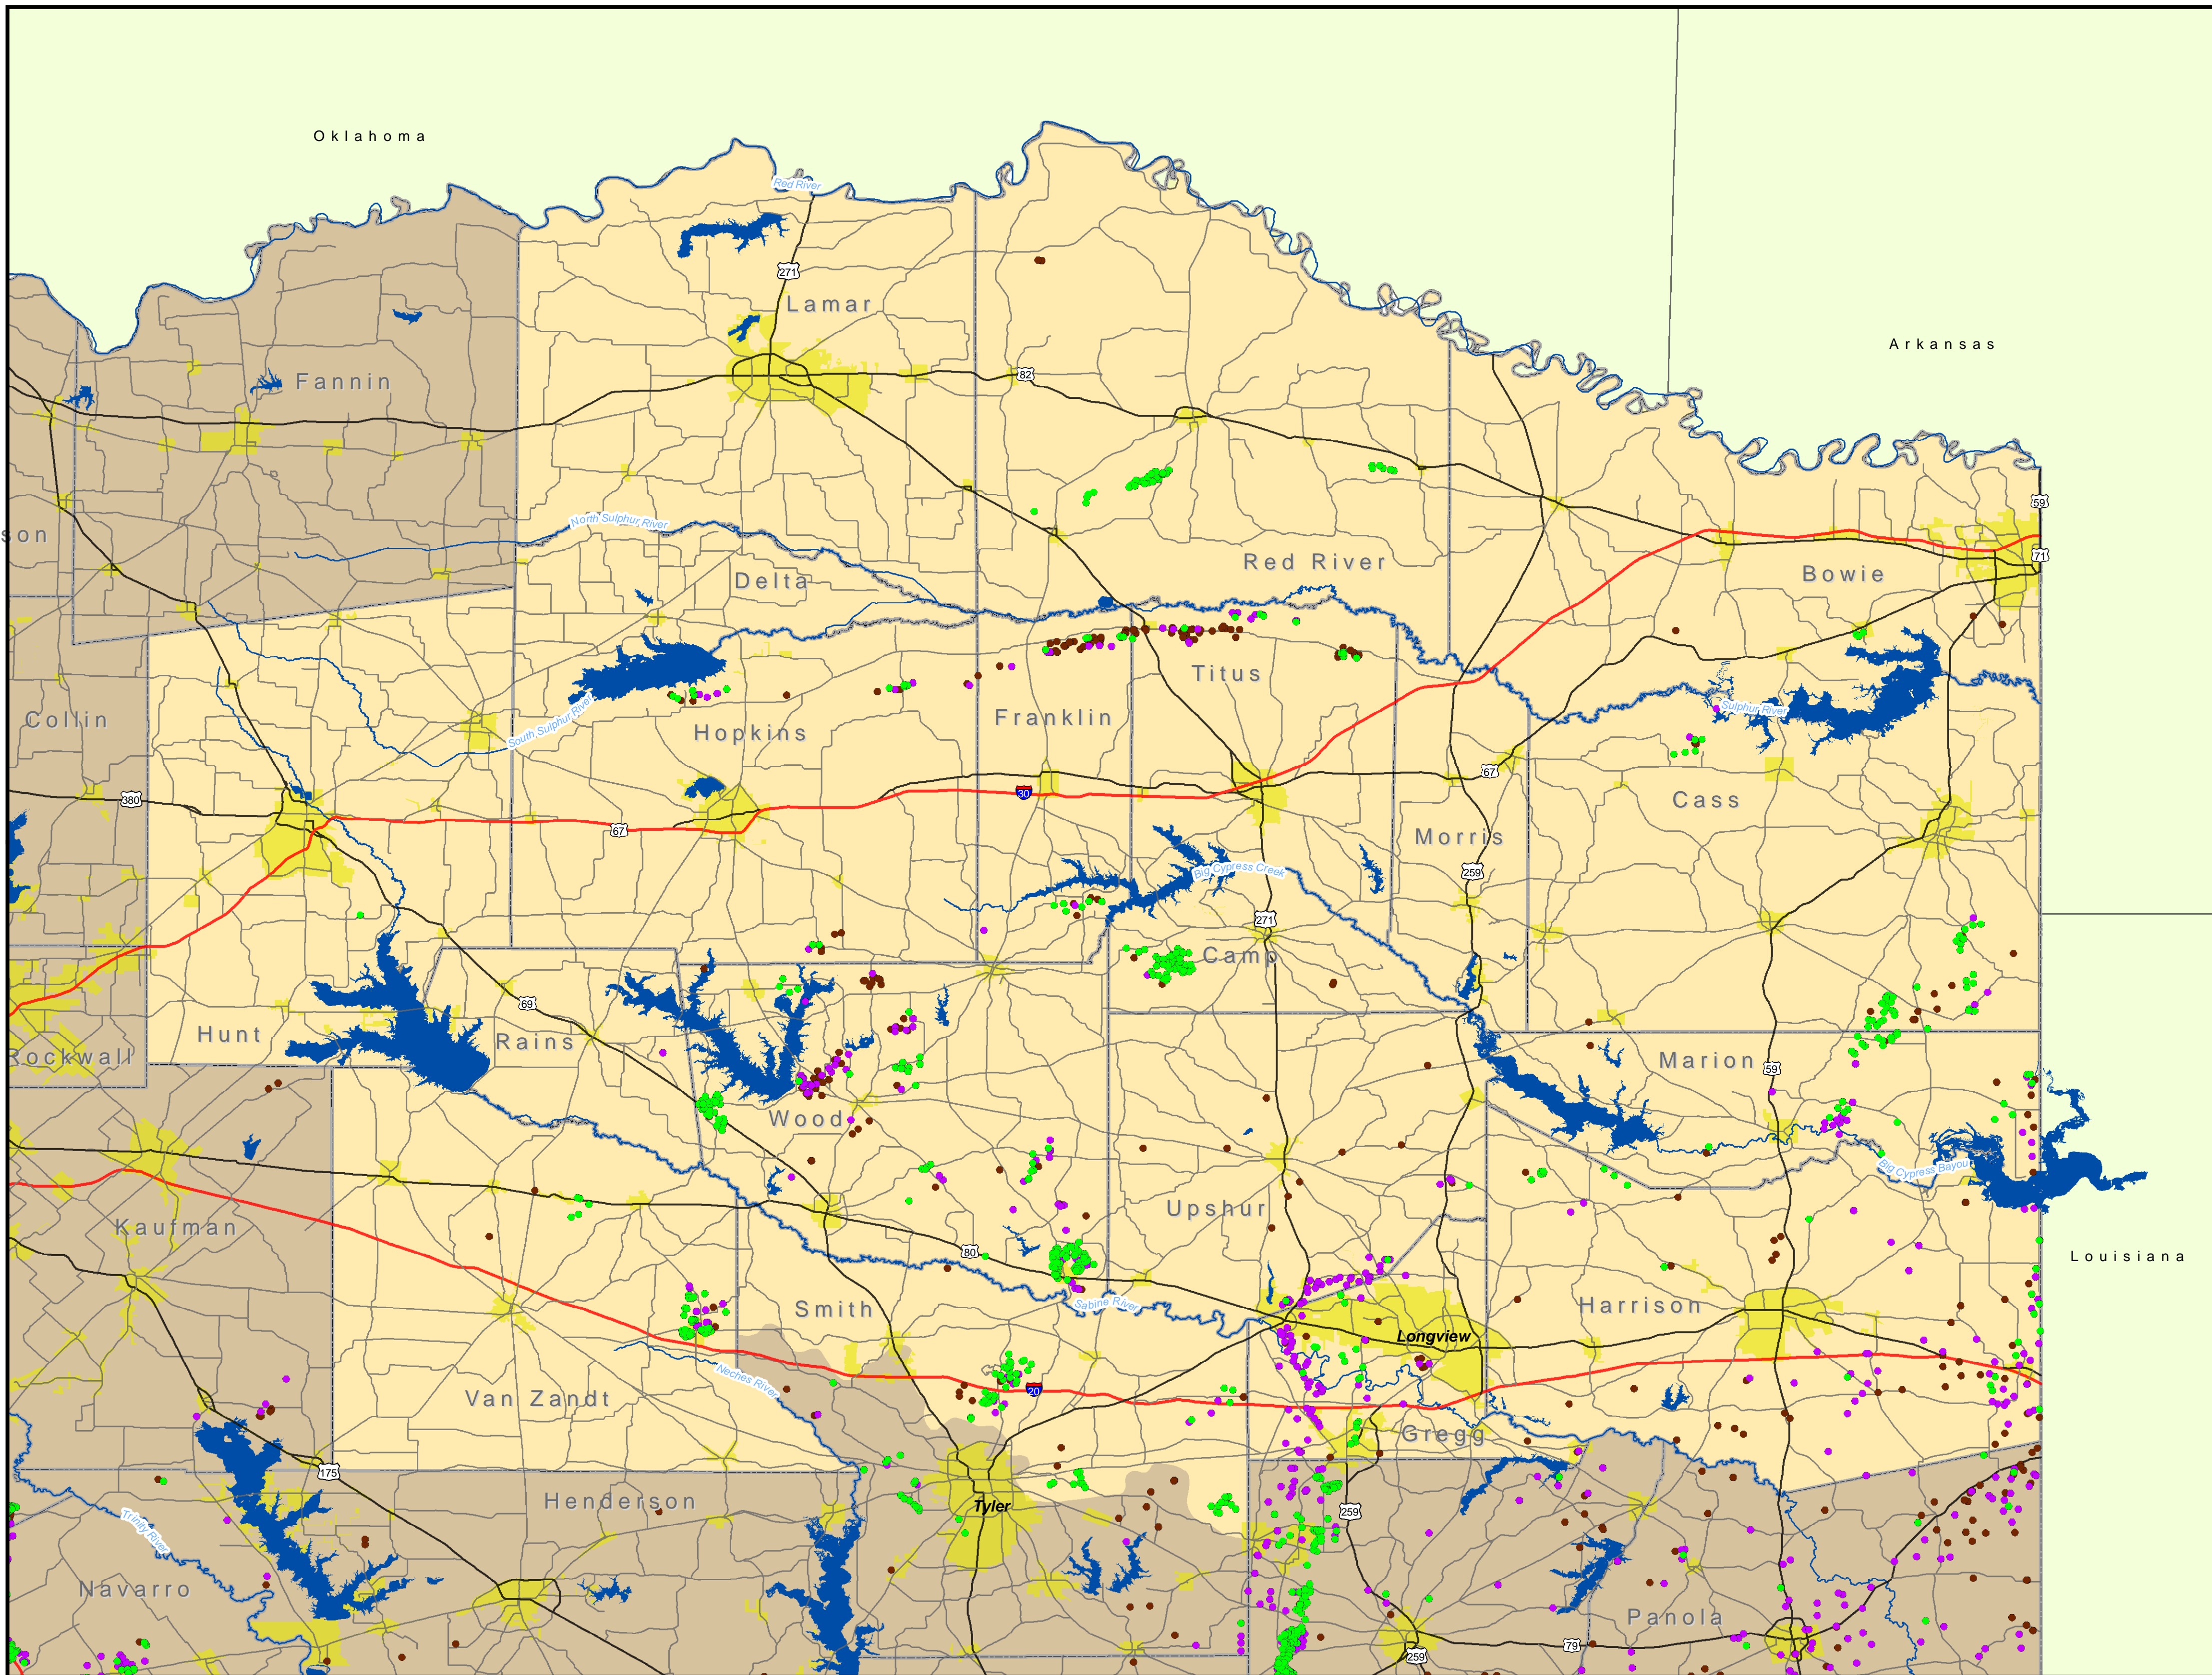 Oklahoma
Red River
271
Lamar
Arkansas
Fannin
82
59
North Sulphur River
son
71
Red River
Bowie
Delta
Titus
Sulphur River
Collin
Franklin
South Sulphur River
Hopkins
67
380
30
Cass
67
Morris
Big Cypress Creek
259
271
Camp
69
Hunt
Rains
Rockwall
Marion
59
Wood
Big Cypress Bayou
Upshur
Kaufman
80
Louisiana
Sabine River
Smith
Harrison
Longview
Neches River
20
Van Zandt
Gregg
175
Henderson
Tyler
259
Trinity River
Navarro
Panola
79
259